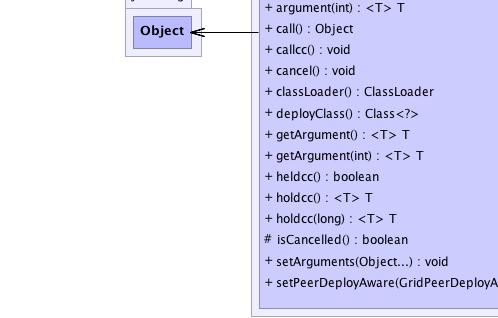 Object
+ argument(int) : <T> T
+ call() : Object
+ callcc() : void
+ cancel() : void
+ classLoader() : ClassLoader
+ deployClass() : Class<?>
+ getArgument() : <T> T
+ getArgument(int) : <T> T
+ heldcc() : boolean
+ holdcc() : <T> T
+ holdcc(long) : <T> T
# isCancelled() : boolean
+ setArguments(Object...) : void
+ setPeerDeployAware(GridPeerDeployA